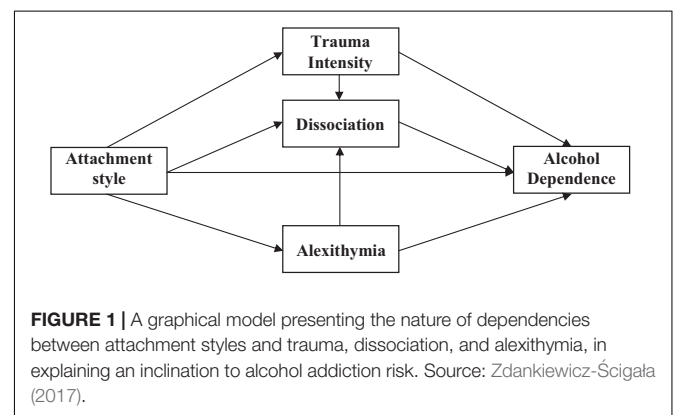 Trauma
Intensity
Dissociation
Attachment
style
Alcohol
Dependence
Alexithymia
FIGURE 1 | A graphical model presenting the nature of dependencies
between attachment styles and trauma, dissociation, and alexithymia, in
explaining an inclination to alcohol addiction risk. Source: Zdankiewicz-Ścigała
(2017).